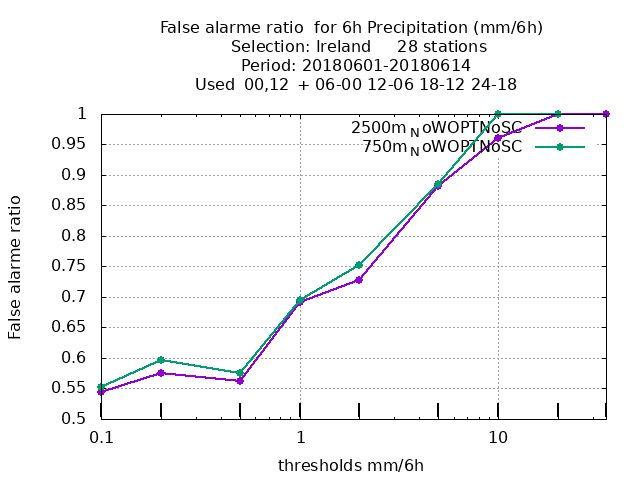 False alarme ratio  for 6h Precipitation (mm/6h)
Selection: Ireland     28 stations
Period: 20180601-20180614
Used  00,12  + 06-00 12-06 18-12 24-18
1
0.95
0.9
0.85
0.8
0.75
0.7
0.65
0.6
0.55
0.5
False alarme ratio
2500mNoWOPTNoSC
750mNoWOPTNoSC
0.1
1
10
thresholds mm/6h